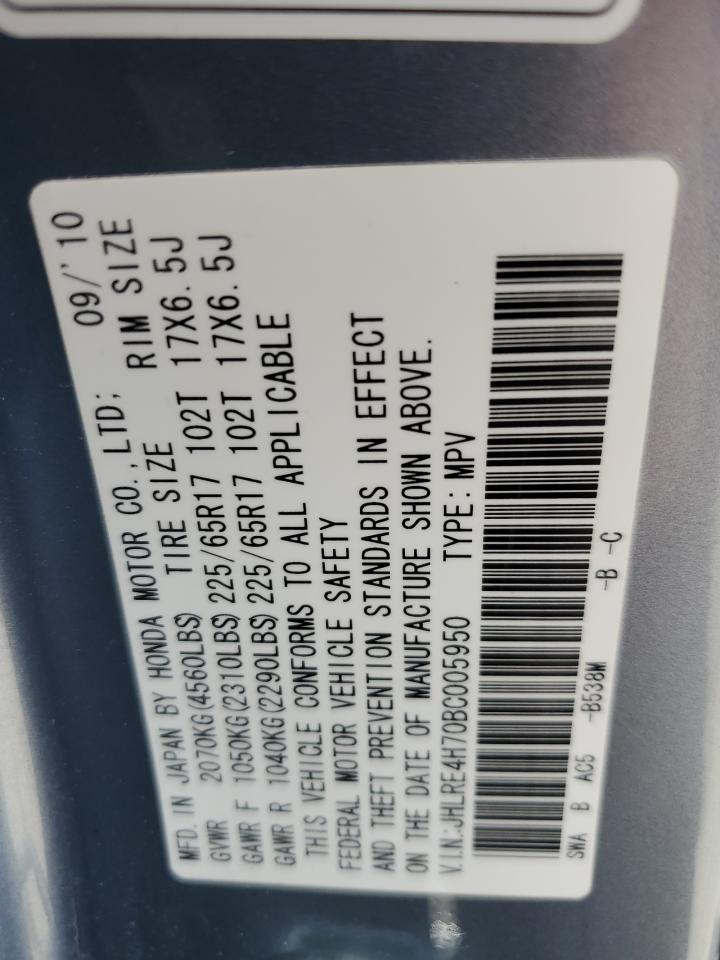 MFD. IN JAPAN BY HONDA MOTOR CO., LTD; 09/'10
GVWR 2070KG(4560LBS) TIRE SIZE RIM SIZE
GAWR F 1050KG(2310LBS) 225/65R17 102T 17X6.5J
GAWR R 1040KG(2290LBS) 225/65R17 102T 17X6.5J
THIS VEHICLE CONFORMS TO ALL APPLICABLE
FEDERAL MOTOR VEHICLE SAFETY
AND THEFT PREVENTION STANDARDS IN EFFECT
ON THE DATE OF MANUFACTURE SHOWN ABOVE.
V.I.N.:JHLRE4H70BC005950 TYPE: MPV
SWA B AC5 -B538M -B -C